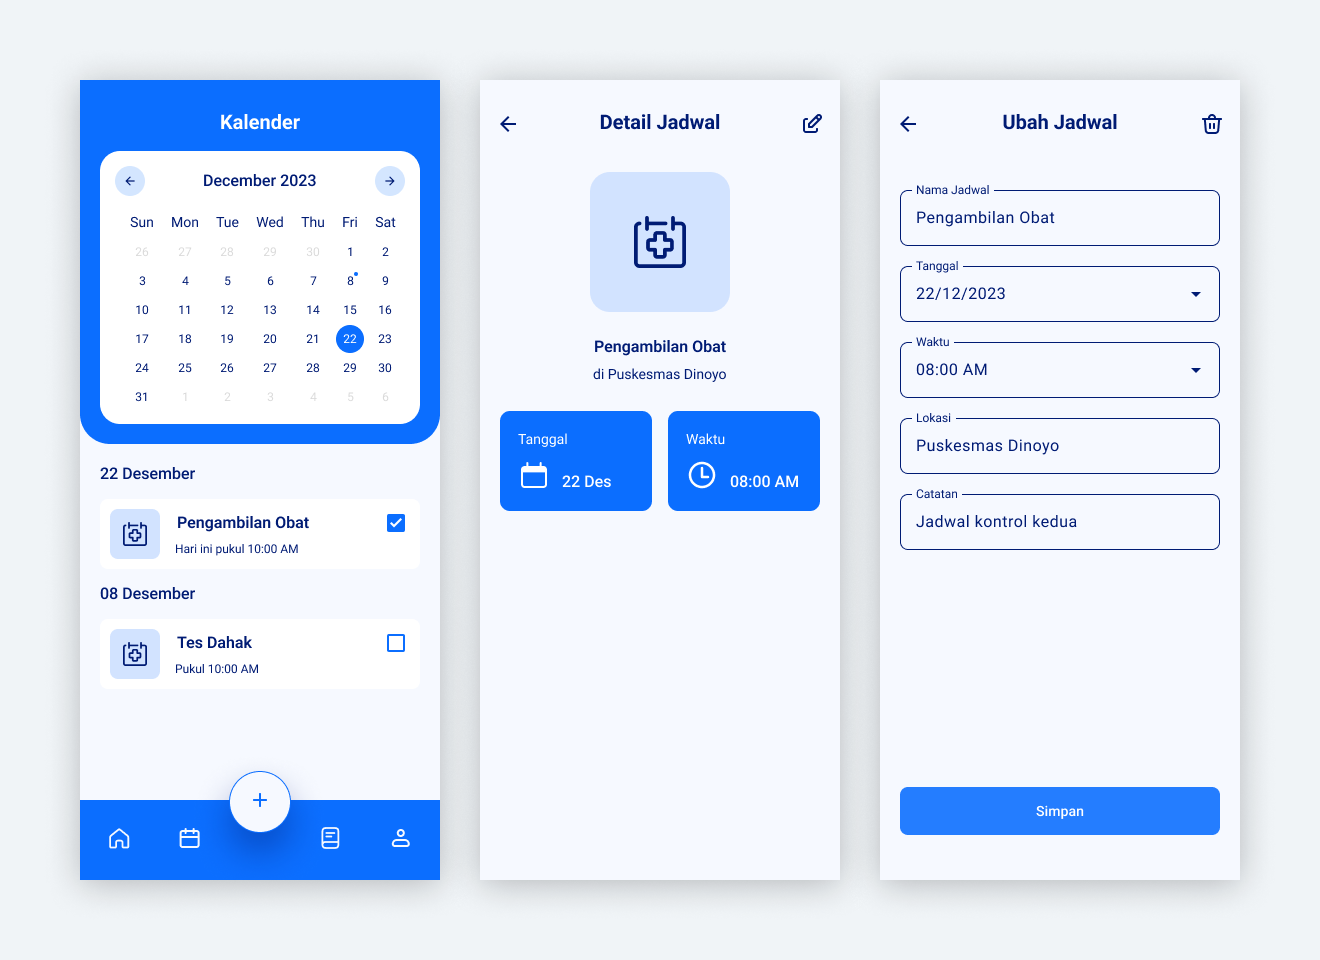 Kalender
December 2023
Sun Mon Tue Wed Thu Fri Sat
26 27 28 29 30 1 2
3 4 5 6 7 8 9
10 11 12 13 14 15 16
17 18 19 20 21 22 23
24 25 26 27 28 29 30
31 1 2 3 4 5 6
22 Desember
Pengambilan Obat
Hari ini pukul 10:00 AM
08 Desember
Tes Dahak
Pukul 10:00 AM
Detail Jadwal
Pengambilan Obat
di Puskesmas Dinoyo
Tanggal
22 Des
Waktu
08:00 AM
Ubah Jadwal
Nama Jadwal
Pengambilan Obat
Tanggal
22/12/2023
Waktu
08:00 AM
Lokasi
Puskesmas Dinoyo
Catatan
Jadwal kontrol kedua
Simpan